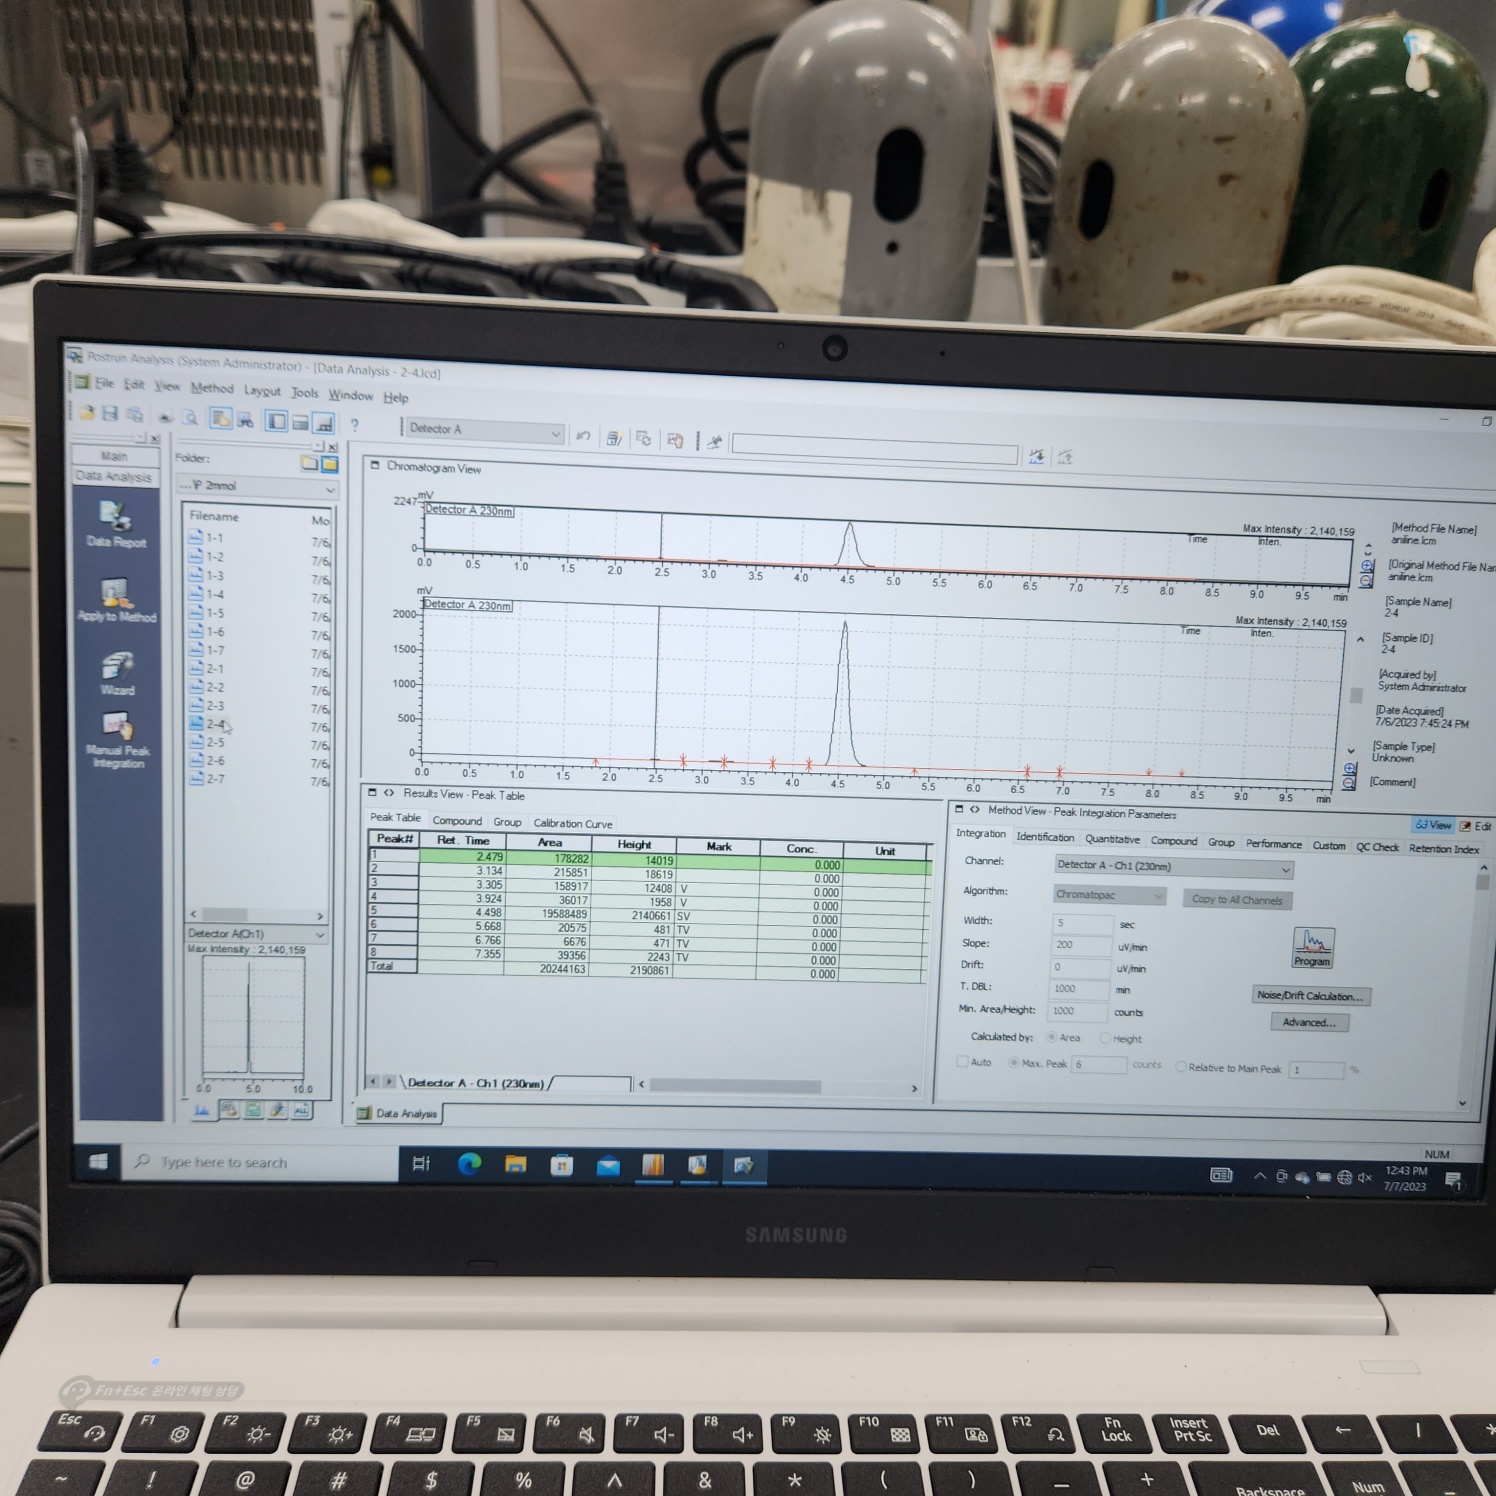 Postrun Analysis (System Administrator) - [Data Analysis - 2-4.lcd]
File Edit View Method Layout Tools Window Help
Detector A
Main
Data Analysis
Data Report
Apply to Method
Wizard
Manual Peak
Integration
Folder:
...\P 2mmol
Filename Mo
1-1 7/6
1-2 7/6
1-3 7/6
1-4 7/6
1-5 7/6
1-6 7/6
1-7 7/6
2-1 7/6
2-2 7/6
2-3 7/6
2-4 7/6
2-5 7/6
2-6 7/6
2-7 7/6
Detector A(Ch1)
Max Intensity : 2,140,159
0.0 5.0 10.0
Chromatogram View
mV
2247
Detector A 230nm
Max Intensity : 2,140,159
Time Inten.
0
0.0 0.5 1.0 1.5 2.0 2.5 3.0 3.5 4.0 4.5 5.0 5.5 6.0 6.5 7.0 7.5 8.0 8.5 9.0 9.5 min
mV
Detector A 230nm
Max Intensity : 2,140,159
Time Inten.
2000
1500
1000
500
0
0.0 0.5 1.0 1.5 2.0 2.5 3.0 3.5 4.0 4.5 5.0 5.5 6.0 6.5 7.0 7.5 8.0 8.5 9.0 9.5 min
[Method File Name]
aniline.lcm
[Original Method File Nam
aniline.lcm
[Sample Name]
2-4
[Sample ID]
2-4
[Acquired by]
System Administrator
[Date Acquired]
7/6/2023 7:45:24 PM
[Sample Type]
Unknown
[Comment]
Results View - Peak Table
Peak Table Compound Group Calibration Curve
Peak# Ret. Time Area Height Mark Conc. Unit
1 2.479 178282 14019 0.000
2 3.134 215851 18619 0.000
3 3.305 158917 12408 V 0.000
4 3.924 36017 1958 V 0.000
5 4.498 19588489 2140661 SV 0.000
6 5.668 20575 481 TV 0.000
7 6.766 6676 471 TV 0.000
8 7.355 39356 2243 TV 0.000
Total 20244163 2190861 0.000
Detector A - Ch1 (230nm)
Data Analysis
Method View - Peak Integration Parameters
View Edit
Integration Identification Quantitative Compound Group Performance Custom QC Check Retention Index
Channel: Detector A - Ch1 (230nm)
Algorithm: Chromatopac Copy to All Channels
Width: 5 sec
Slope: 200 uV/min
Drift: 0 uV/min
T. DBL: 1000 min
Min. Area/Height: 1000 counts
Program
Noise/Drift Calculation...
Advanced...
Calculated by: Area Height
Auto Max. Peak 6 counts Relative to Main Peak 1 %
NUM
Type here to search
12:43 PM
7/7/2023
1
SAMSUNG
Fn+Esc 온라인 채팅 상담
Esc F1 F2 F3 F4 F5 F6 F7 F8 F9 F10 F11 F12 Fn Lock Insert Prt Sc Del ← / *
~ ! @ # $ % ^ & * ( ) _ + Backspace Num